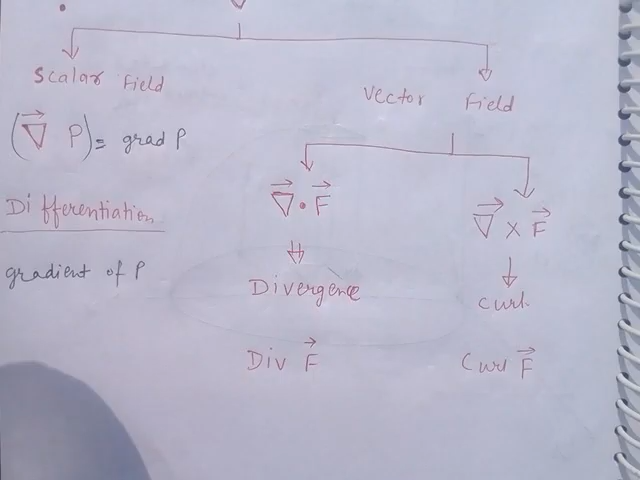 ∇
Scalar Field
Vector Field
(∇⃗ P) = grad P
Differentiation
gradient of P
∇⃗ · F⃗
∇⃗ × F⃗
⇓
Divergence
Curl
Div F⃗
Curl F⃗